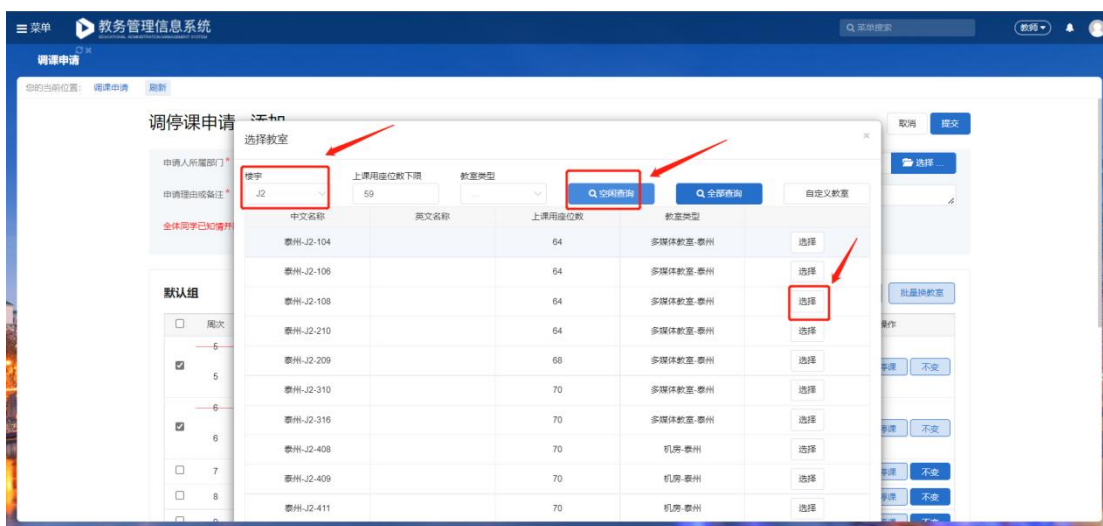 菜单
教务管理信息系统
菜单搜索
教师
调课申请
您的当前位置: 调课申请 刷新
调停课申请 添加
取消 提交
选择教室
申请人所属部门 *
选择 ...
楼宇 上课用座位数下限 教室类型
申请理由或备注 *
J2 59 ... 空闲查询 全部查询 自定义教室
全体同学已知情并
中文名称 英文名称 上课用座位数 教室类型
泰州-J2-104 64 多媒体教室-泰州 选择
泰州-J2-106 64 多媒体教室-泰州 选择
默认组
批量换教室
泰州-J2-108 64 多媒体教室-泰州 选择
周次 操作
泰州-J2-210 64 多媒体教室-泰州 选择
5
泰州-J2-209 68 多媒体教室-泰州 选择
停课 不变
5
泰州-J2-310 70 多媒体教室-泰州 选择
6
泰州-J2-316 70 多媒体教室-泰州 选择
停课 不变
6
泰州-J2-408 70 机房-泰州 选择
7 停课 不变
泰州-J2-409 70 机房-泰州 选择
8 停课 不变
泰州-J2-411 70 机房-泰州 选择